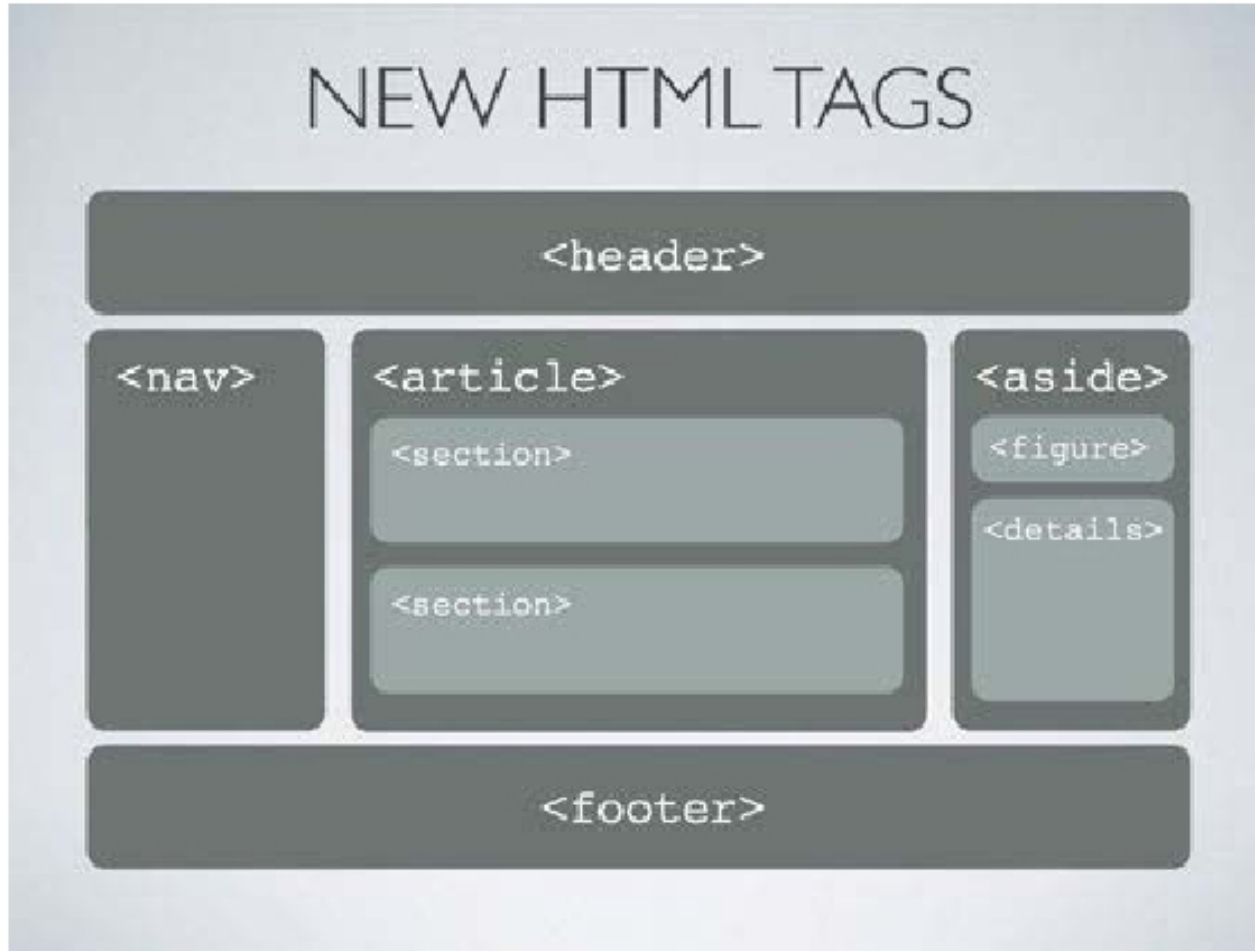 NEW HTML TAGS
<header>
<nav>
<article>
<section>
<section>
<aside>
<figure>
<details>
<footer>